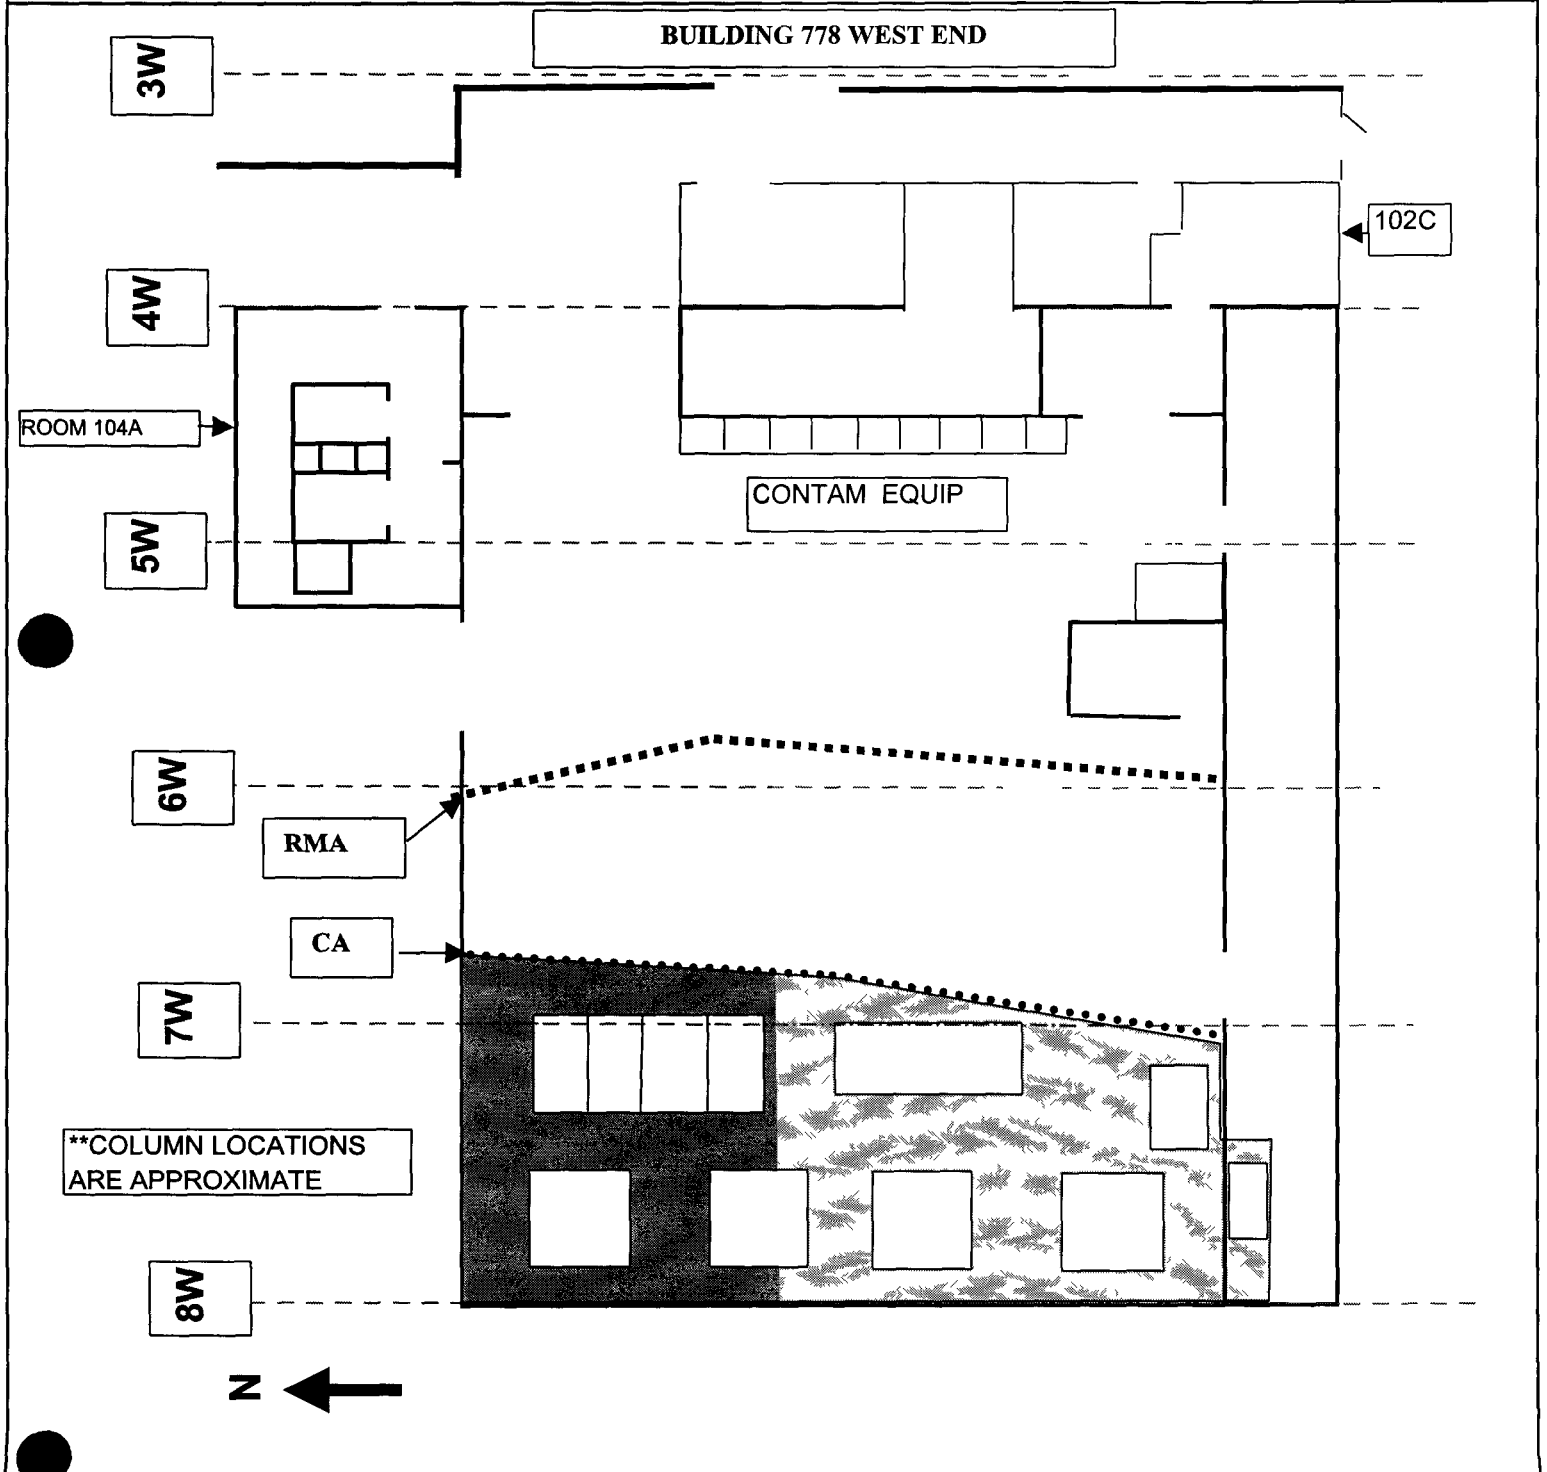 BUILDING 778 WEST END
3W
102C
4W
ROOM 104A
CONTAM EQUIP
5W
6W
RMA
CA
7W
**COLUMN LOCATIONS
ARE APPROXIMATE
8W
N